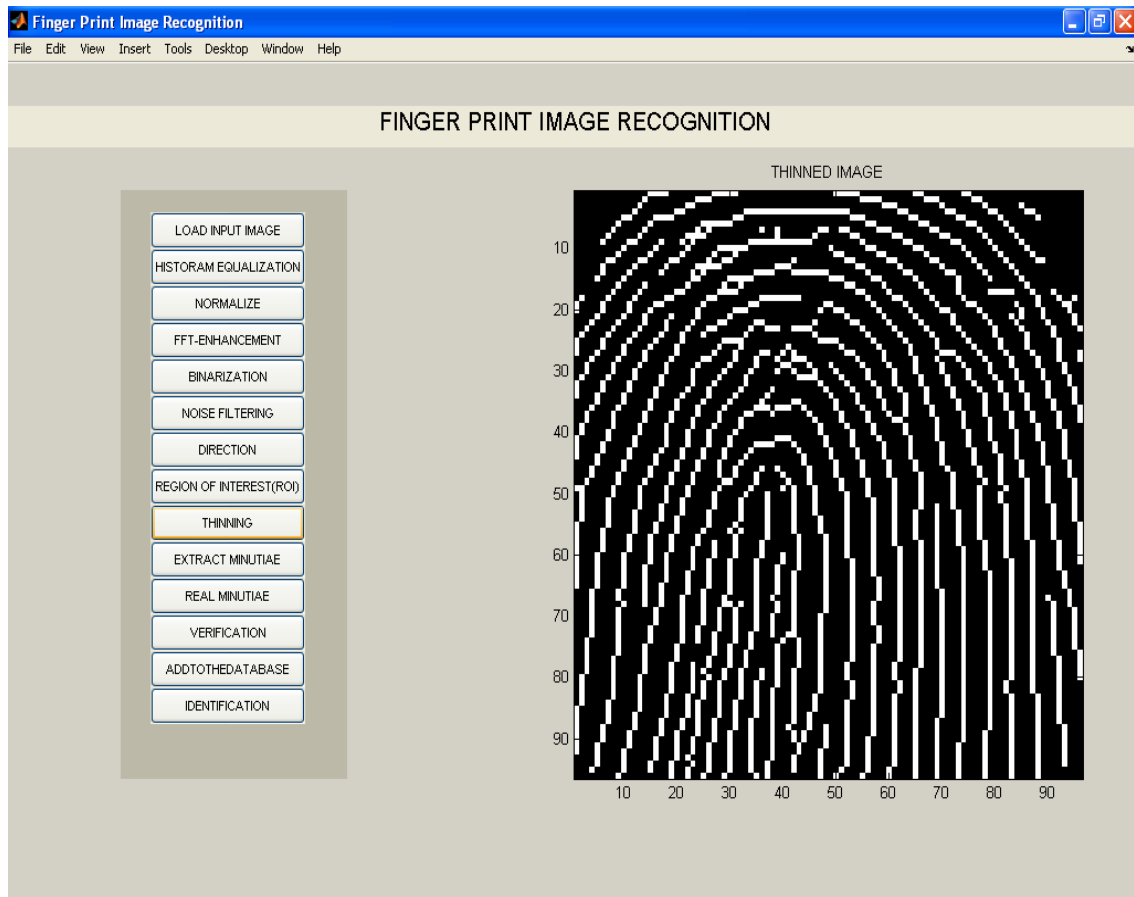 Finger Print Image Recognition
File Edit View Insert Tools Desktop Window Help
FINGER PRINT IMAGE RECOGNITION
LOAD INPUT IMAGE
HISTORAM EQUALIZATION
NORMALIZE
FFT-ENHANCEMENT
BINARIZATION
NOISE FILTERING
DIRECTION
REGION OF INTEREST(ROI)
THINNING
EXTRACT MINUTIAE
REAL MINUTIAE
VERIFICATION
ADDTOTHEDATABASE
IDENTIFICATION
THINNED IMAGE
10
20
30
40
50
60
70
80
90
10 20 30 40 50 60 70 80 90